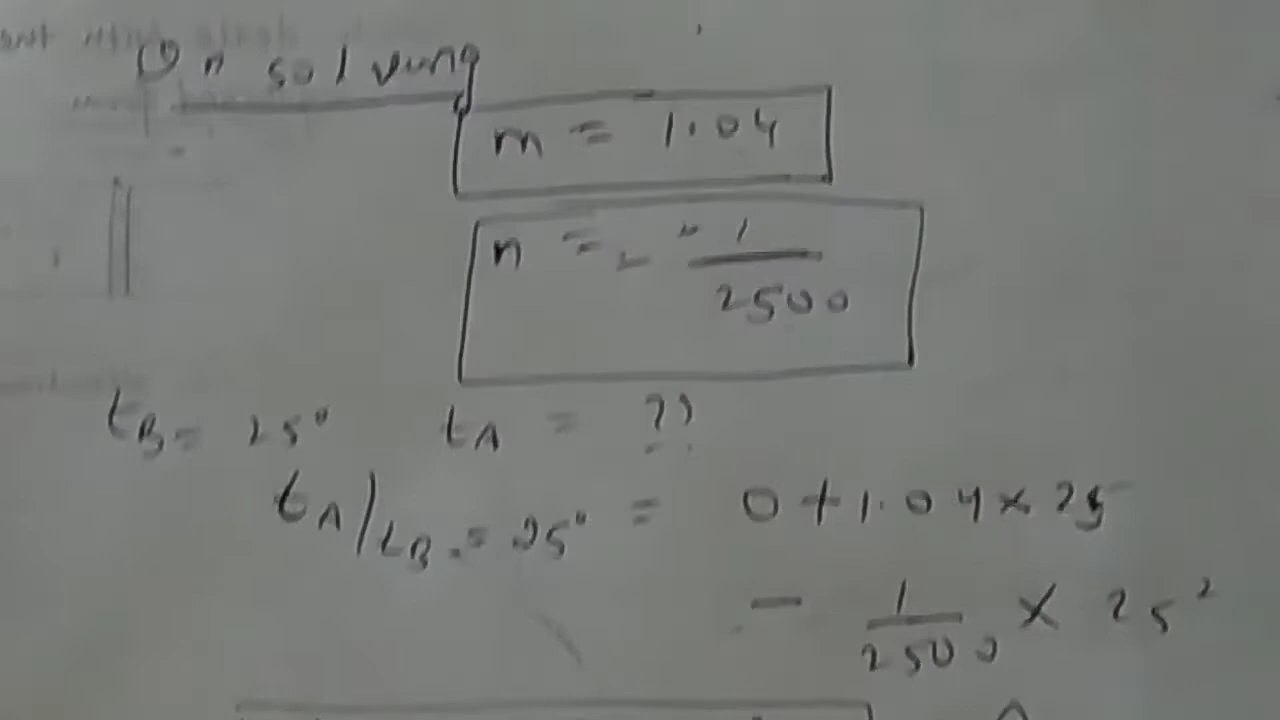 On solving
m = 1.04
n = - 1/2500
tB = 25° tA = ??
tA/tB = 25° = 0 + 1.04 × 25
- 1/2500 × 25²